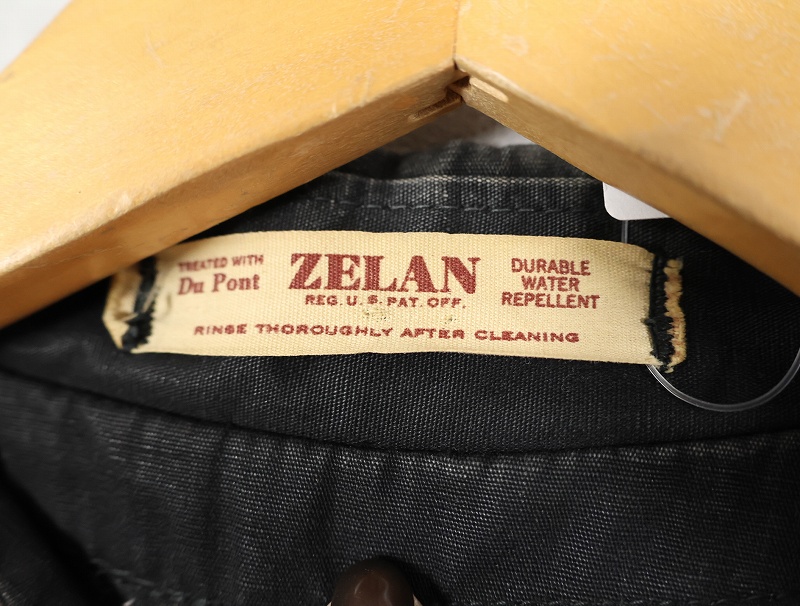 TREATED WITH
Du Pont
ZELAN
REG. U. S. PAT. OFF.
DURABLE
WATER
REPELLENT
RINSE THOROUGHLY AFTER CLEANING